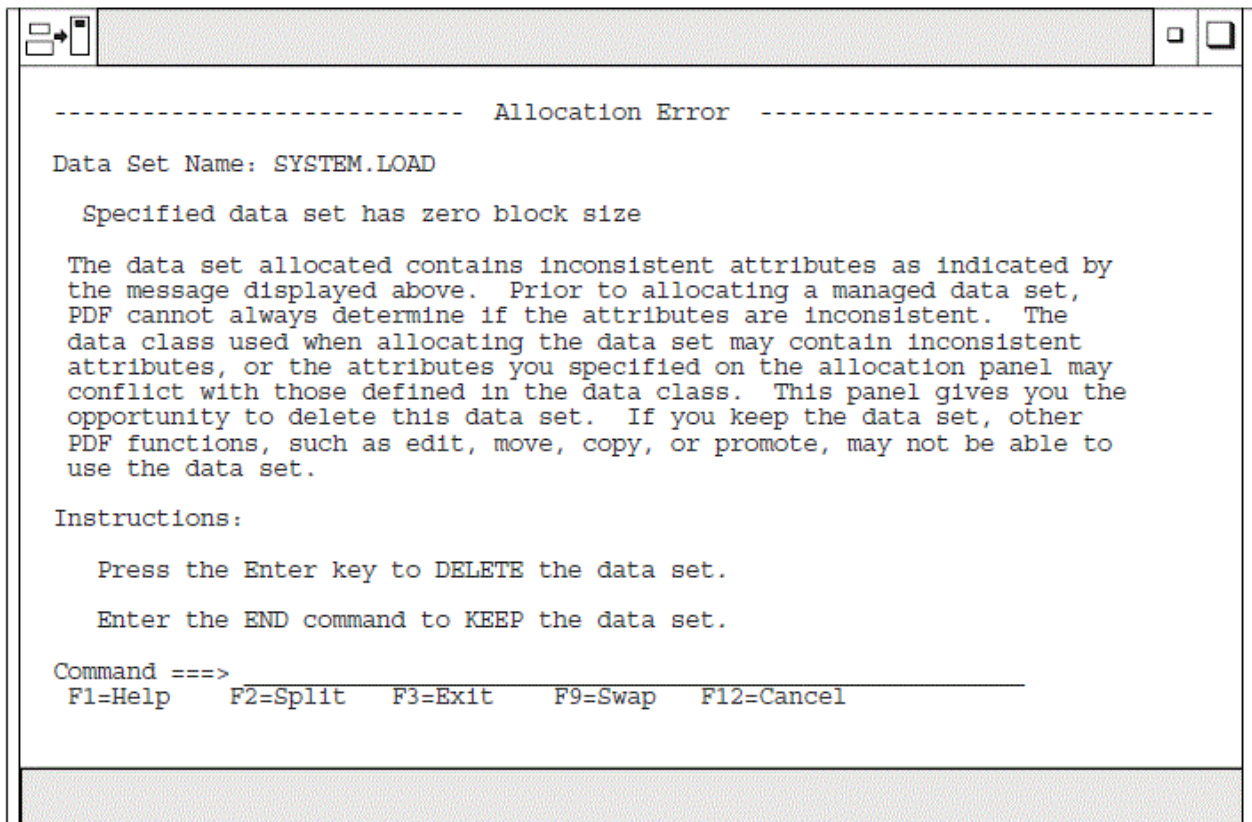 ---------------------------- Allocation Error -------------------------------
Data Set Name: SYSTEM.LOAD
Specified data set has zero block size
The data set allocated contains inconsistent attributes as indicated by
the message displayed above. Prior to allocating a managed data set,
PDF cannot always determine if the attributes are inconsistent. The
data class used when allocating the data set may contain inconsistent
attributes, or the attributes you specified on the allocation panel may
conflict with those defined in the data class. This panel gives you the
opportunity to delete this data set. If you keep the data set, other
PDF functions, such as edit, move, copy, or promote, may not be able to
use the data set.
Instructions:
Press the Enter key to DELETE the data set.
Enter the END command to KEEP the data set.
Command ===> 
F1=Help F2=Split F3=Exit F9=Swap F12=Cancel